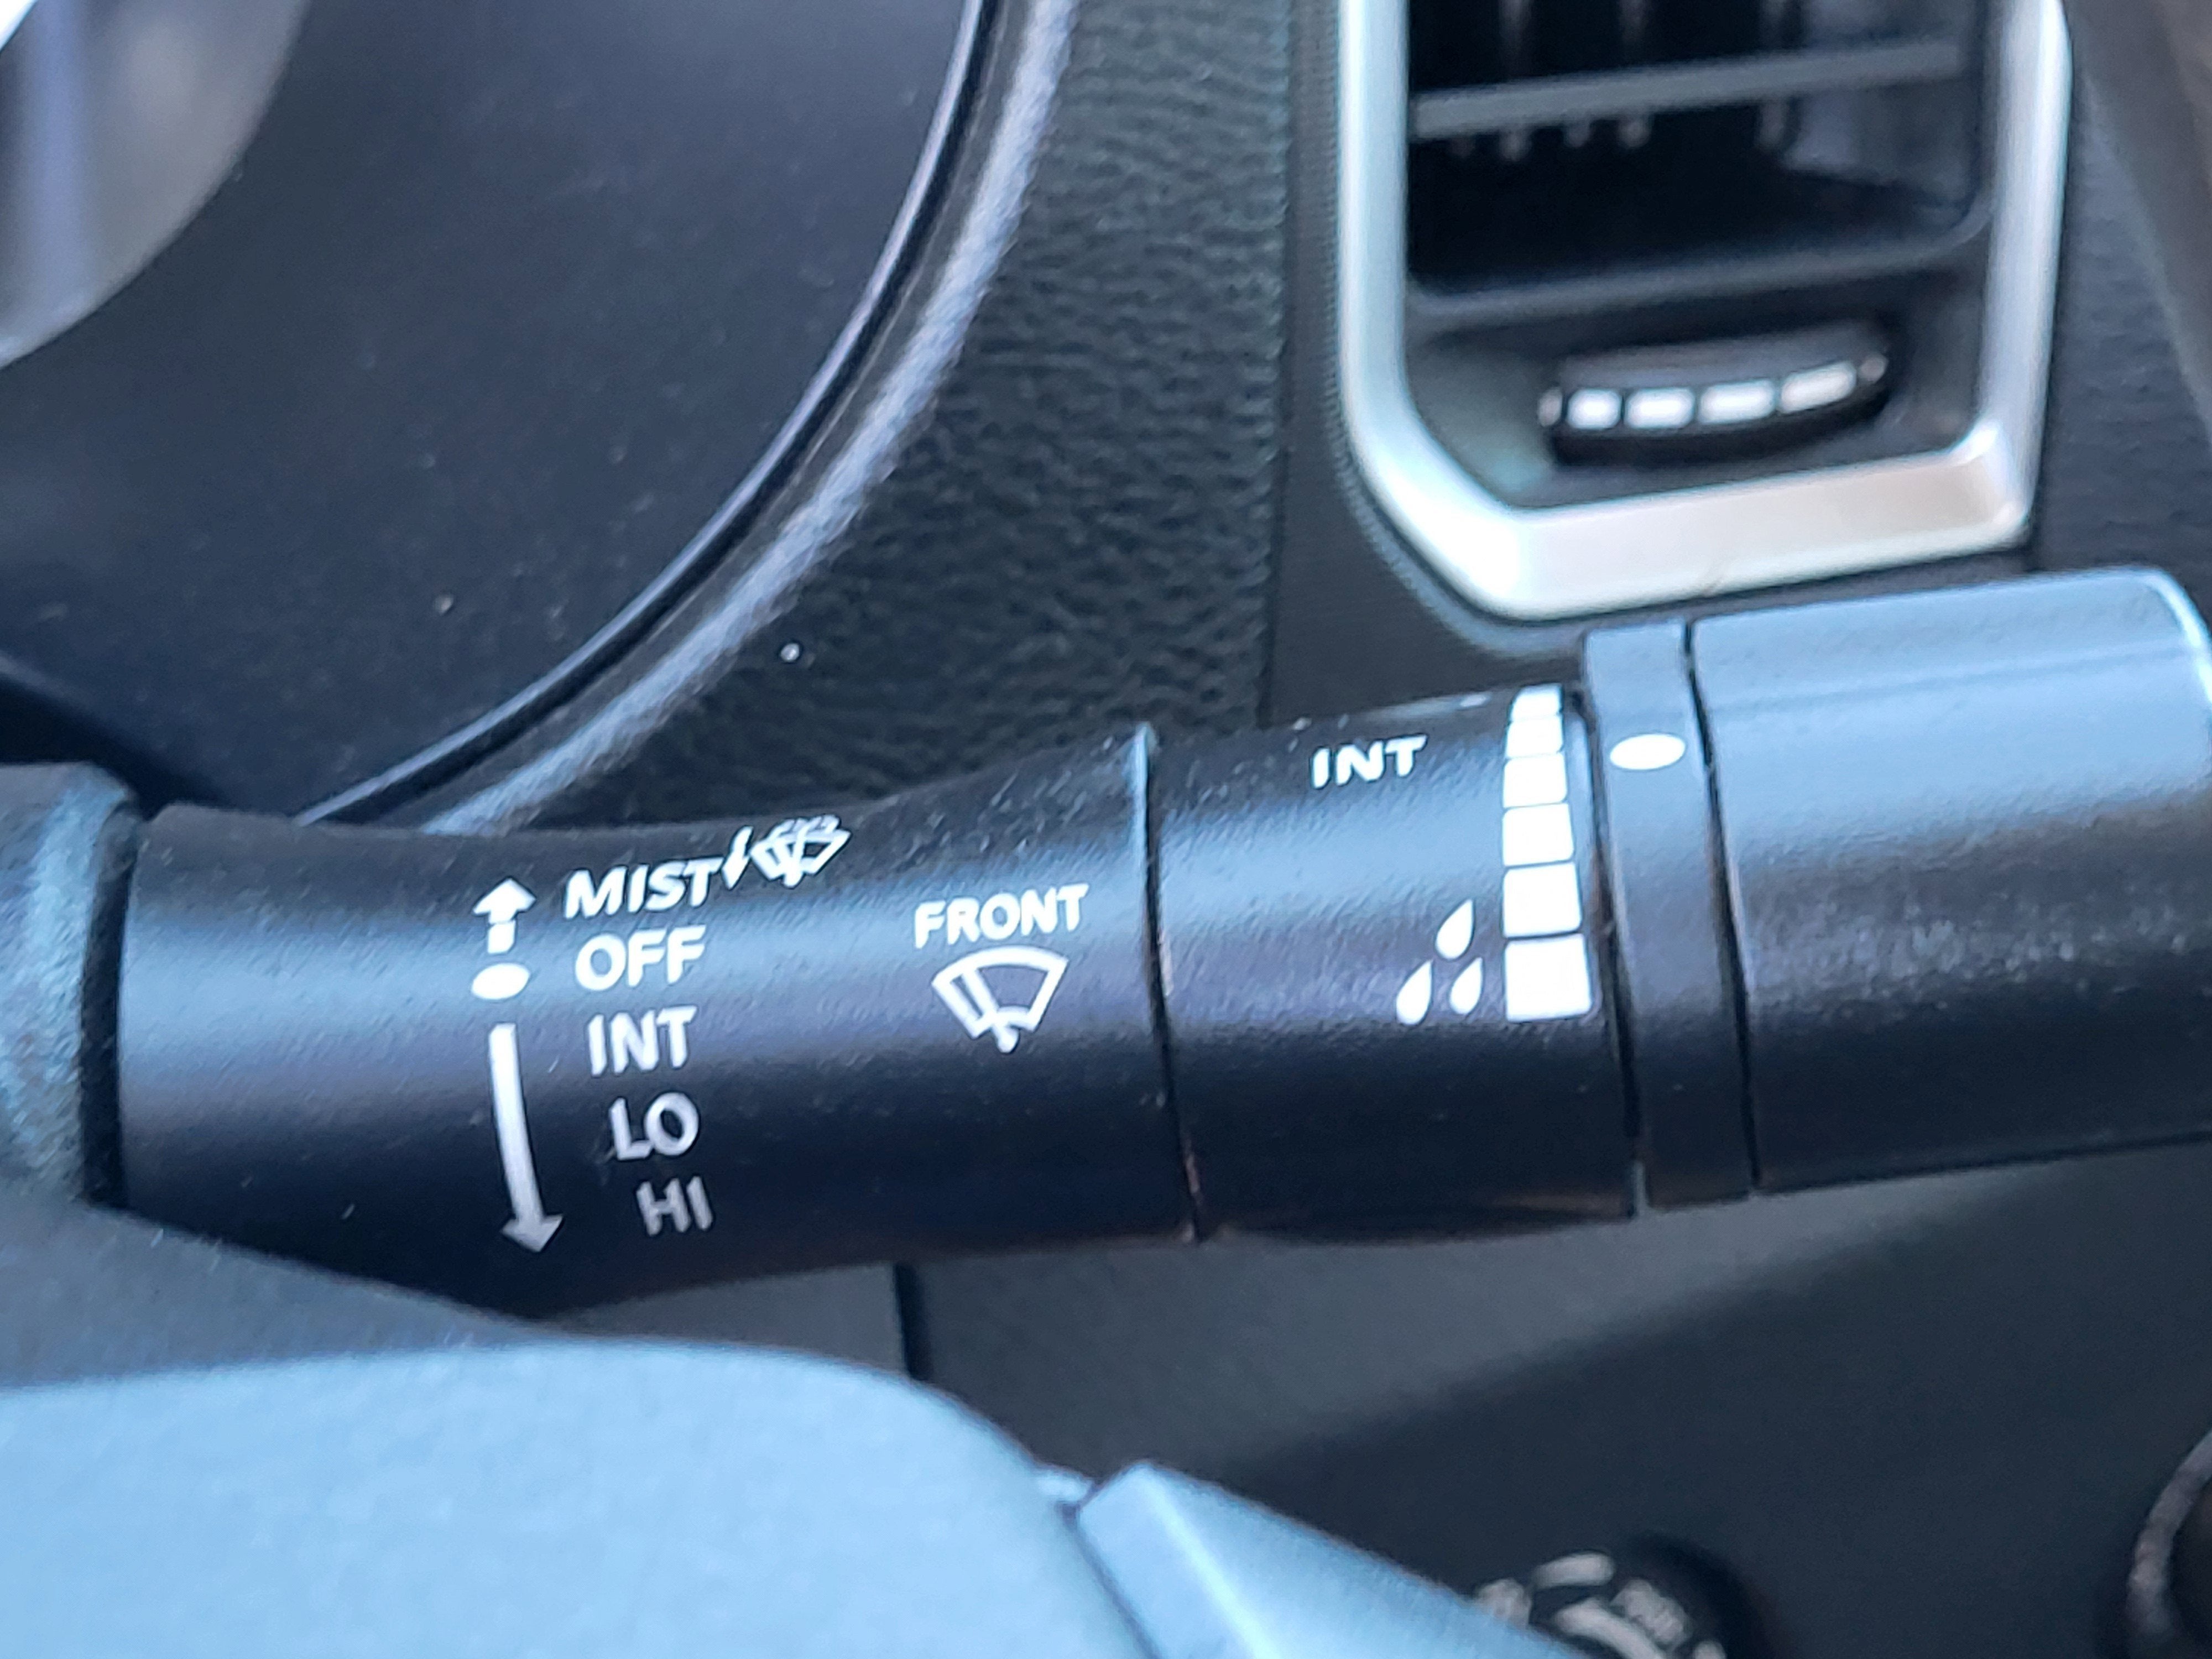 MIST
OFF
INT
LO
HI
FRONT
INT